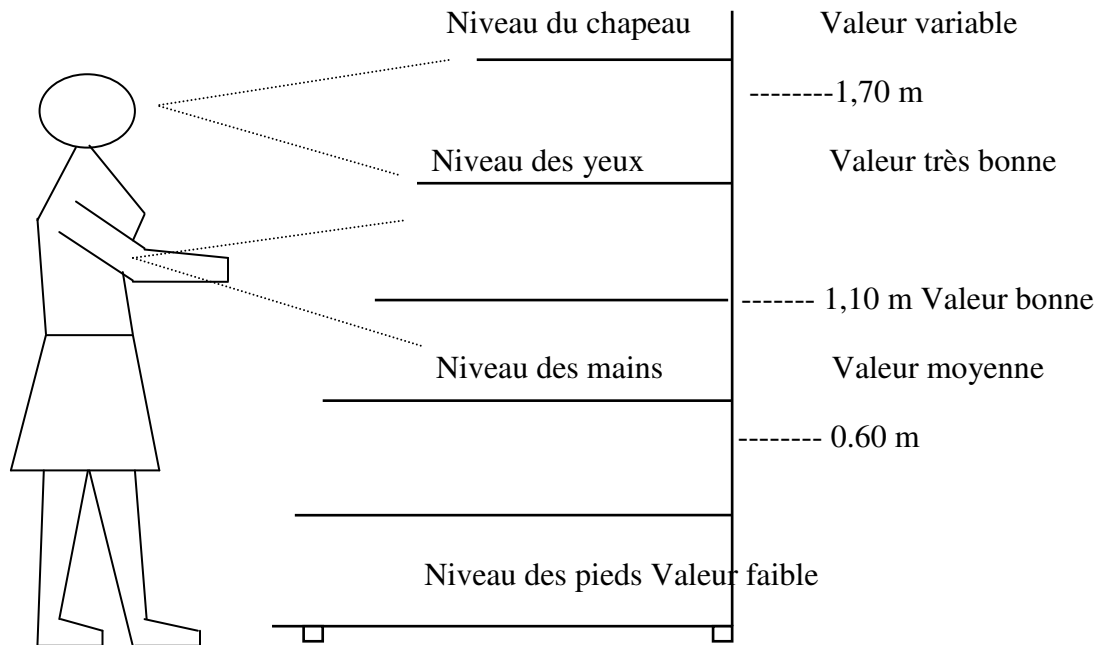 Niveau du chapeau Valeur variable
--------1,70 m
Niveau des yeux Valeur très bonne
------- 1,10 m Valeur bonne
Niveau des mains Valeur moyenne
-------- 0.60 m
Niveau des pieds Valeur faible